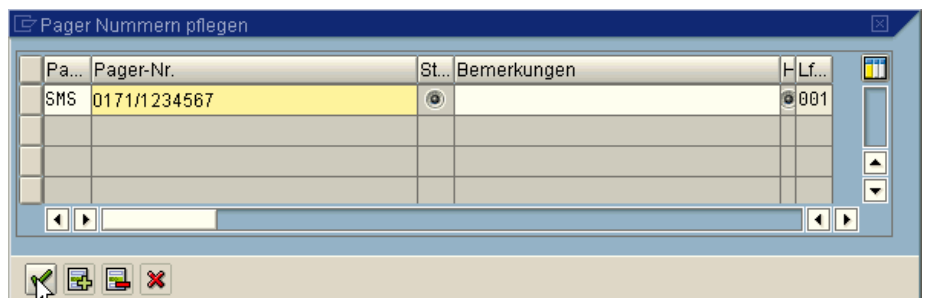 Pager Nummern pflegen
Pa... Pager-Nr. St... Bemerkungen H Lf...
SMS 0171/1234567 001